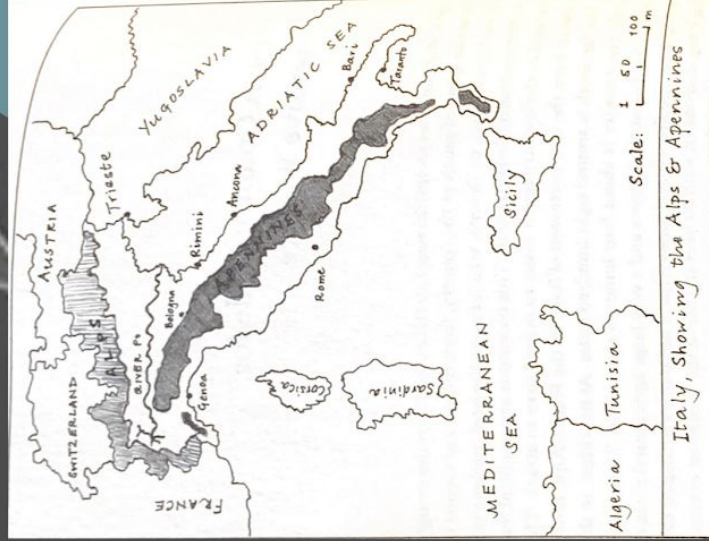 SWITZERLAND
AUSTRIA
ALPS
FRANCE
RIVER PO
Trieste
YUGOSLAVIA
Genoa
Bologna
Rimini
Ancona
ADRIATIC SEA
APENNINES
Corsica
Rome
Bari
Taranto
Sardinia
MEDITERRANEAN
SEA
Sicily
Algeria
Tunisia
Scale: 1 50 100
m
Italy, Showing the Alps & Apennines